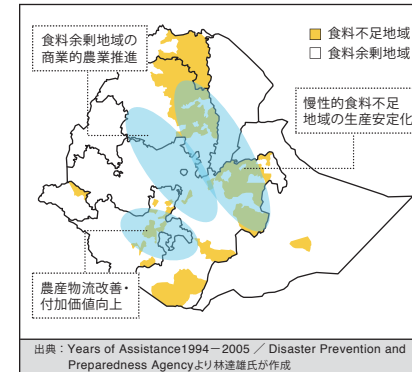 食料余剰地域の
商業的農業推進
食料不足地域
食料余剰地域
慢性的食料不足
地域の生産安定化
農産物流改善・
付加価値向上
出典：Years of Assistance1994－2005 ／ Disaster Prevention and
Preparedness Agencyより林達雄氏が作成